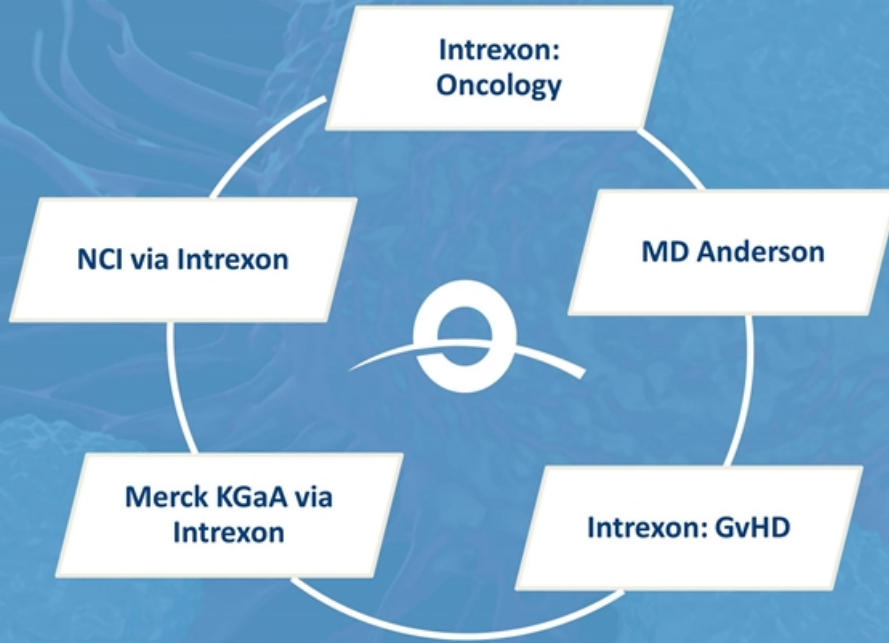 Intrexon:
Oncology
MD Anderson
Intrexon: GvHD
Merck KGaA via
Intrexon
NCI via Intrexon